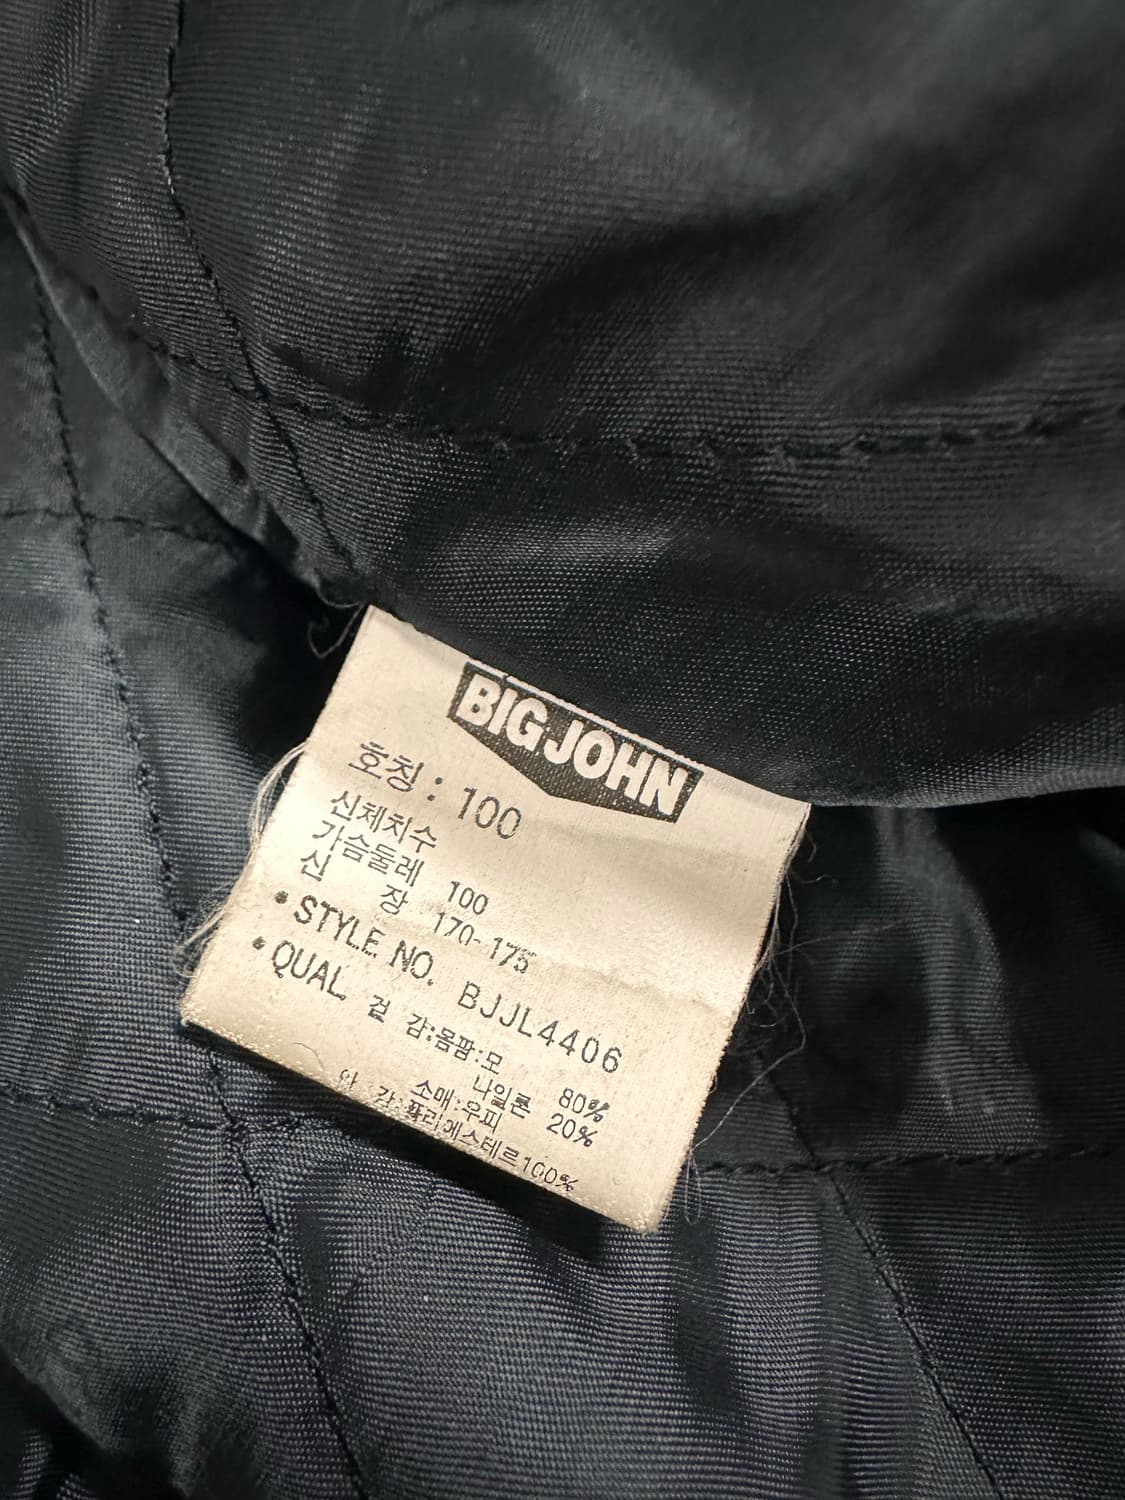 BIG JOHN
호칭 : 100
신체치수
가슴둘레 100
신 장 170-175
• STYLE NO. BJJL4406
• QUAL 겉 감:몸판:모 80%
나일론 20%
소매:우피
안 감:폴리에스테르100%